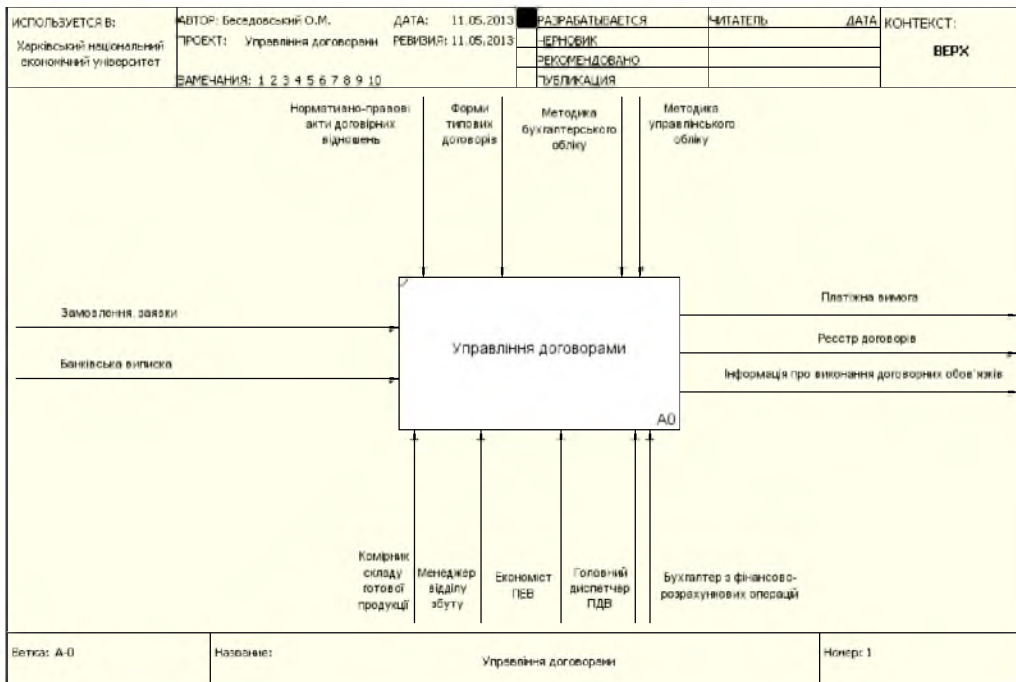 ИСПОЛЬЗУЕТСЯ В:
Харківський національний
економічний університет
АВТОР: Беседовський О.М.
ДАТА: 11.05.2013
ПРОЕКТ: Управління договорами
РЕВИЗИЯ: 11.05.2013
ЗАМЕЧАНИЯ: 1 2 3 4 5 6 7 8 9 10
РАЗРАБАТЫВАЕТСЯ
ЧЕРНОВИК
РЕКОМЕНДОВАНО
ПУБЛИКАЦИЯ
ЧИТАТЕЛЬ ДАТА
КОНТЕКСТ:
ВЕРХ
Нормативно-правові
акти договірних
відношень
Форми
типових
договорів
Методика
бухгалтерського
обліку
Методика
управлінського
обліку
Замовлення, заявки
Банківська виписка
Управління договорами
A0
Платіжна вимога
Реєстр договорів
Інформація про виконання договорних обов'язків
Комірник
складу
готової
продукції
Менеджер
відділу
збуту
Економіст
ПЕВ
Головний
диспетчер
ПДВ
Бухгалтер з фінансово-
розрахункових операцій
Ветка: A-0
Название:
Управління договорами
Номер: 1